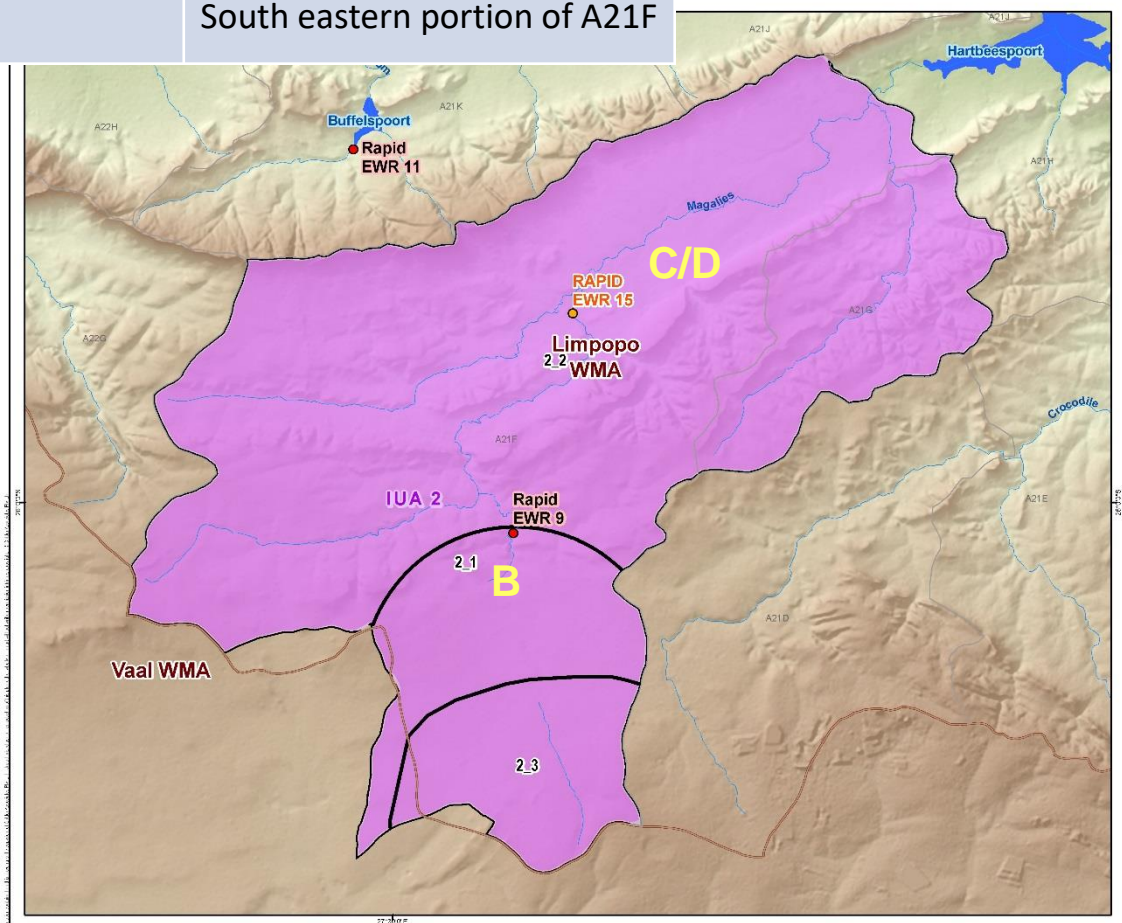 South eastern portion of A21F
A21J
A21J
Hartbeespoort
A21K
Buffelspoort
A22H
Rapid
EWR 11
A21H
Magalies
C/D
RAPID
EWR 15
A21G
A22G
Limpopo
2_2
WMA
Crocodile
A21F
IUA 2
Rapid
EWR 9
A21E
2_1
B
A21D
Vaal WMA
2_3